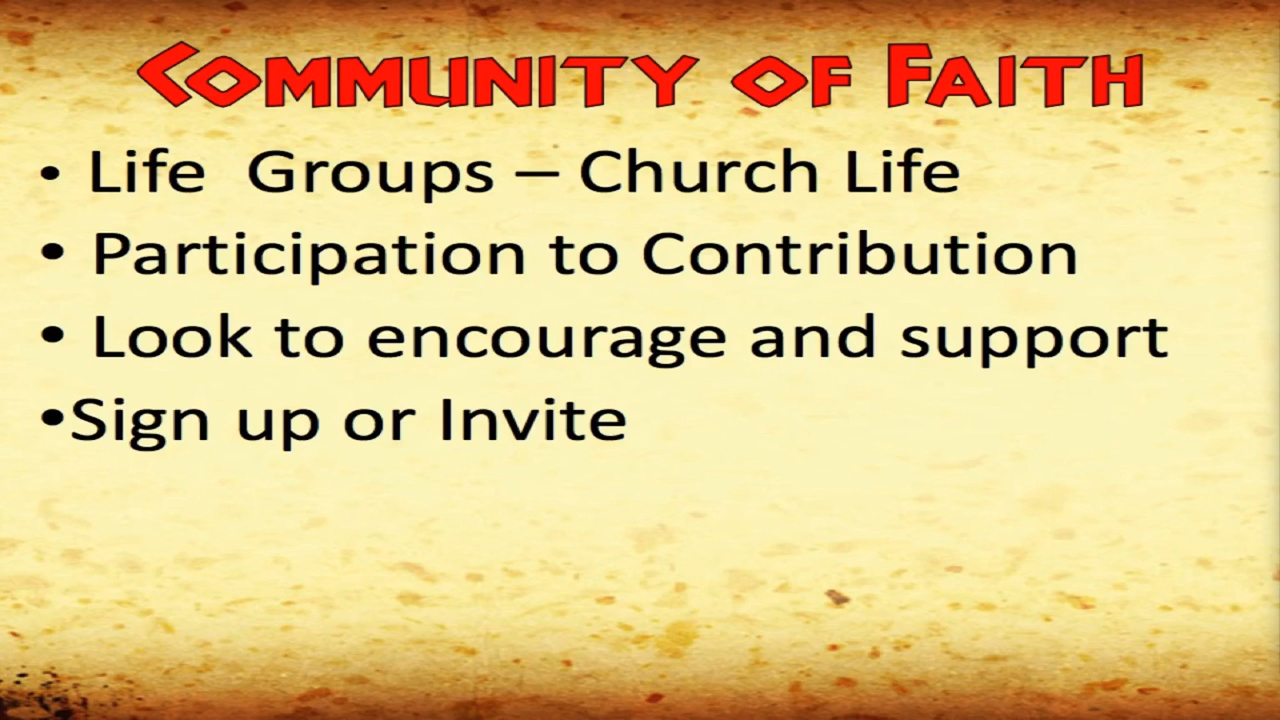 Community of Faith
• Life Groups – Church Life
• Participation to Contribution
• Look to encourage and support
•Sign up or Invite